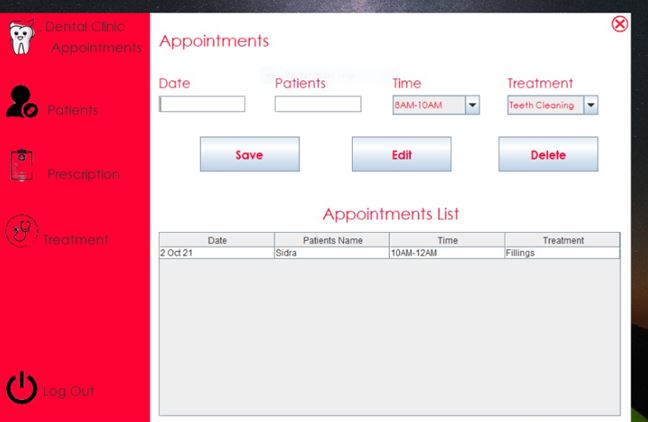 Dental Clinic
Appointments
Patients
Prescription
Treatment
Log Out
Appointments
Date Patients Time Treatment
8AM-10AM Teeth Cleaning
Save Edit Delete
Appointments List
Date Patients Name Time Treatment
2 Oct 21 Sidra 10AM-12AM Fillings